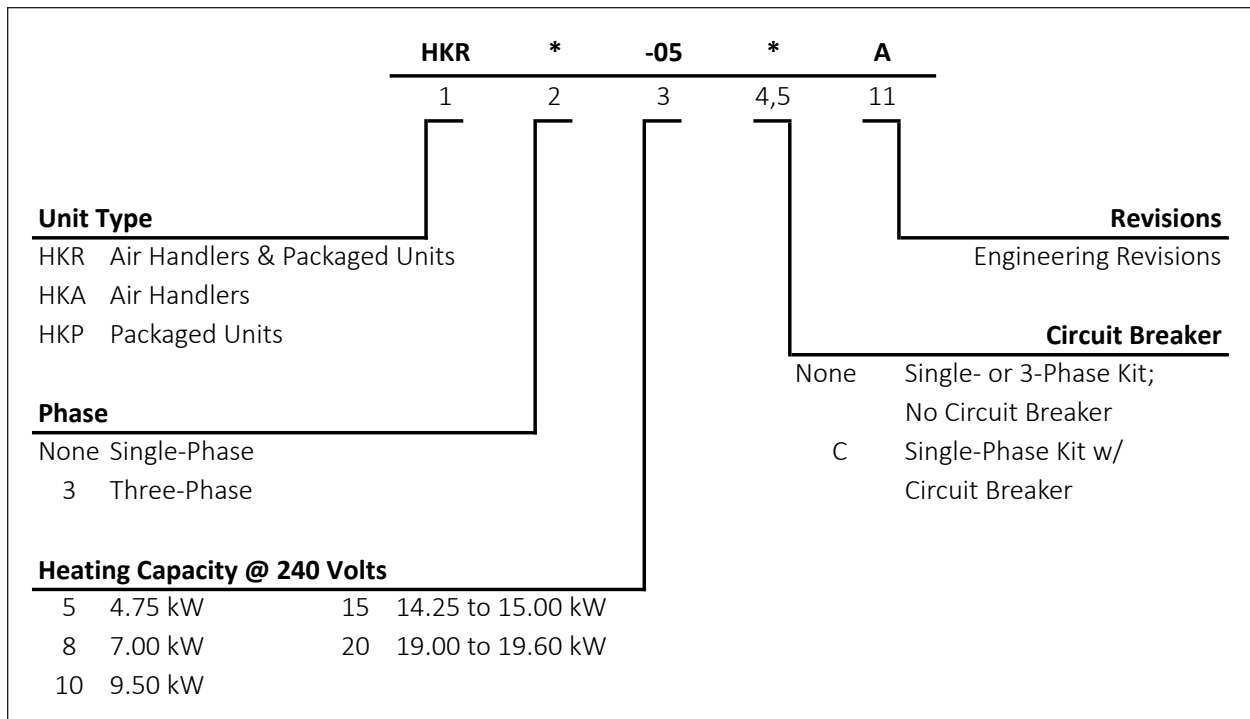 HKR * -05 * A
1 2 3 4,5 11
Unit Type
HKR Air Handlers & Packaged Units
HKA Air Handlers
HKP Packaged Units
Revisions
Engineering Revisions
Circuit Breaker
None Single- or 3-Phase Kit;
No Circuit Breaker
C Single-Phase Kit w/
Circuit Breaker
Phase
None Single-Phase
3 Three-Phase
Heating Capacity @ 240 Volts
5 4.75 kW 15 14.25 to 15.00 kW
8 7.00 kW 20 19.00 to 19.60 kW
10 9.50 kW